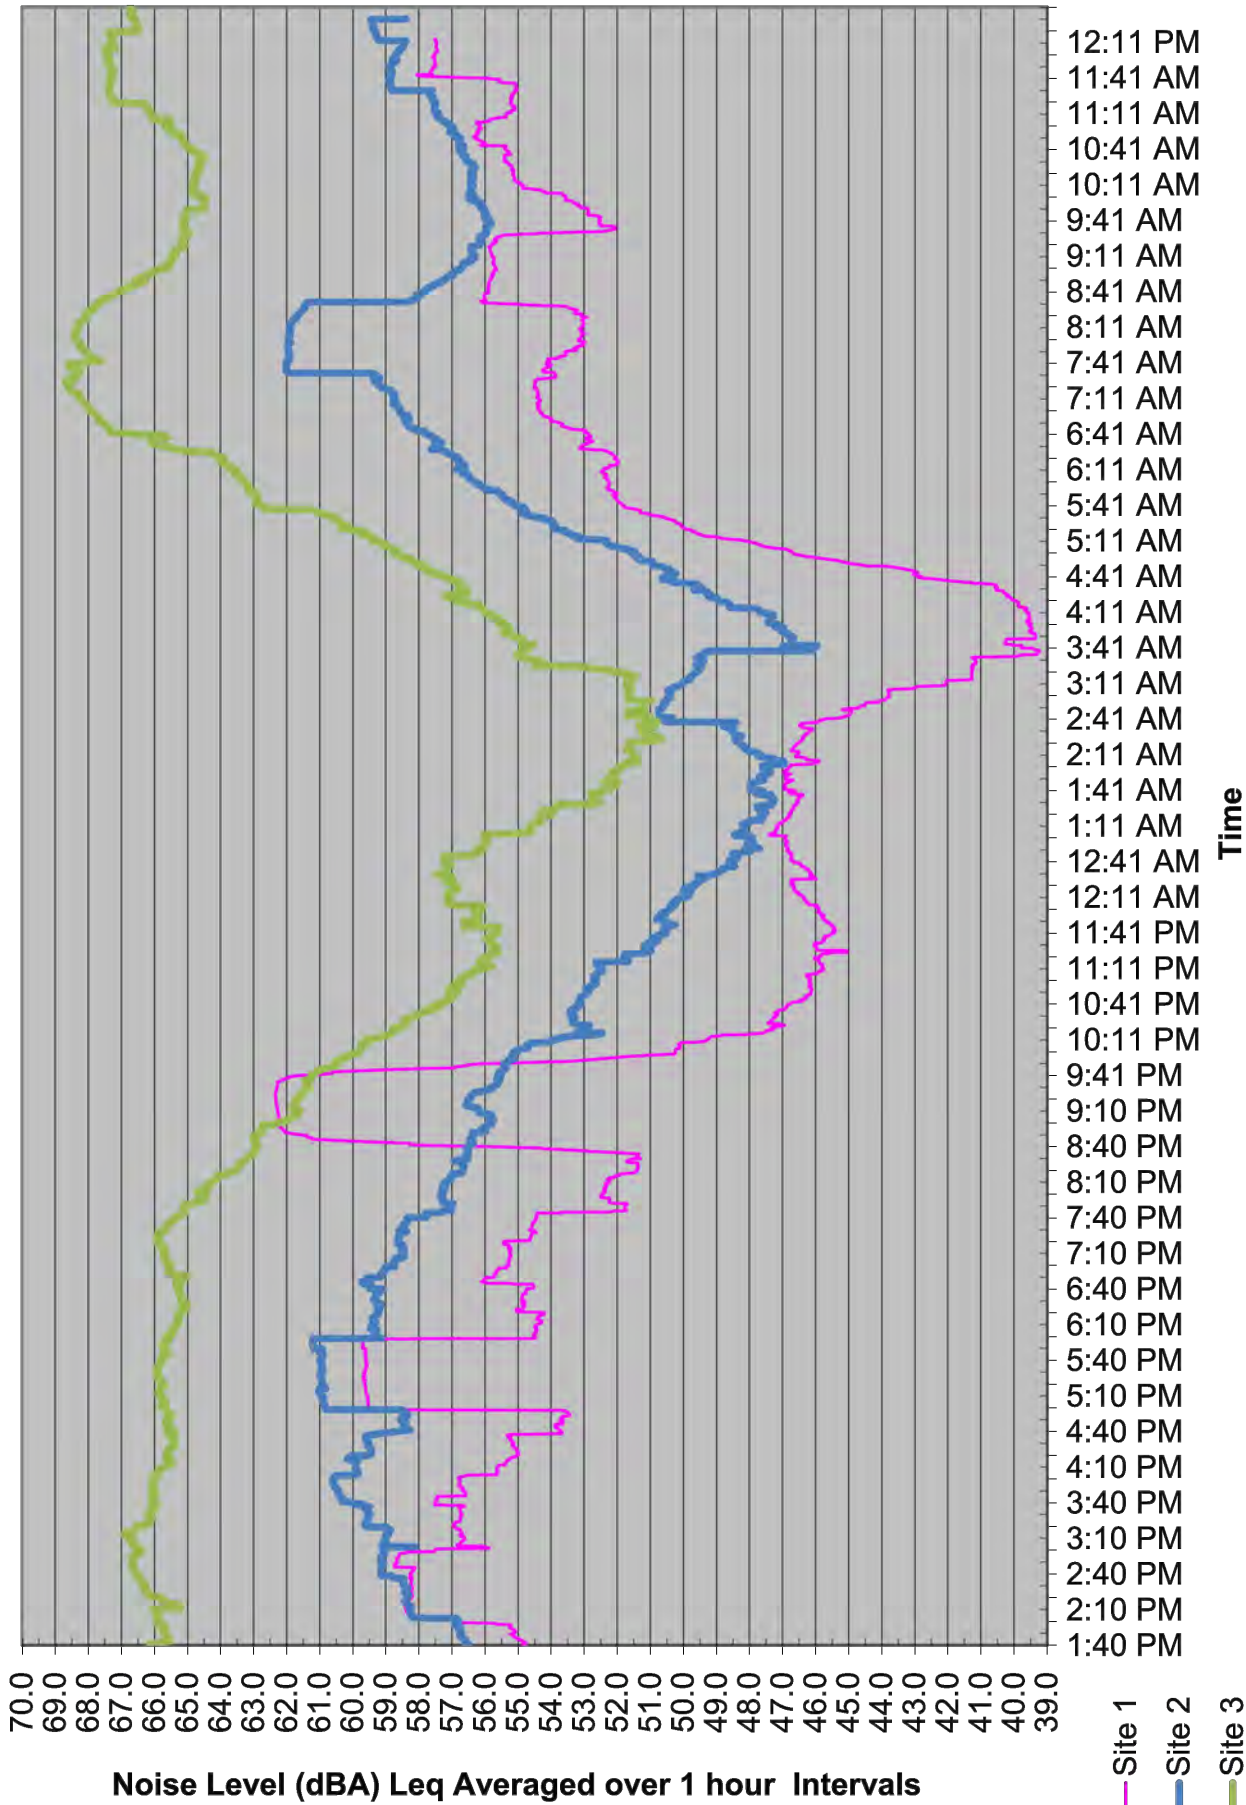 12:11 PM
11:41 AM
11:11 AM
10:41 AM
10:11 AM
9:41 AM
9:11 AM
8:41 AM
8:11 AM
7:41 AM
7:11 AM
6:41 AM
6:11 AM
5:41 AM
5:11 AM
4:41 AM
4:11 AM
3:41 AM
3:11 AM
2:41 AM
2:11 AM
1:41 AM
1:11 AM
12:41 AM
12:11 AM
11:41 PM
11:11 PM
10:41 PM
10:11 PM
9:41 PM
9:10 PM
8:40 PM
8:10 PM
7:40 PM
7:10 PM
6:40 PM
6:10 PM
5:40 PM
5:10 PM
4:40 PM
4:10 PM
3:40 PM
3:10 PM
2:40 PM
2:10 PM
1:40 PM
Time
70.0
69.0
68.0
67.0
66.0
65.0
64.0
63.0
62.0
61.0
60.0
59.0
58.0
57.0
56.0
55.0
54.0
53.0
52.0
51.0
50.0
49.0
48.0
47.0
46.0
45.0
44.0
43.0
42.0
41.0
40.0
39.0
Noise Level (dBA) Leq Averaged over 1 hour Intervals
Site 1
Site 2
Site 3